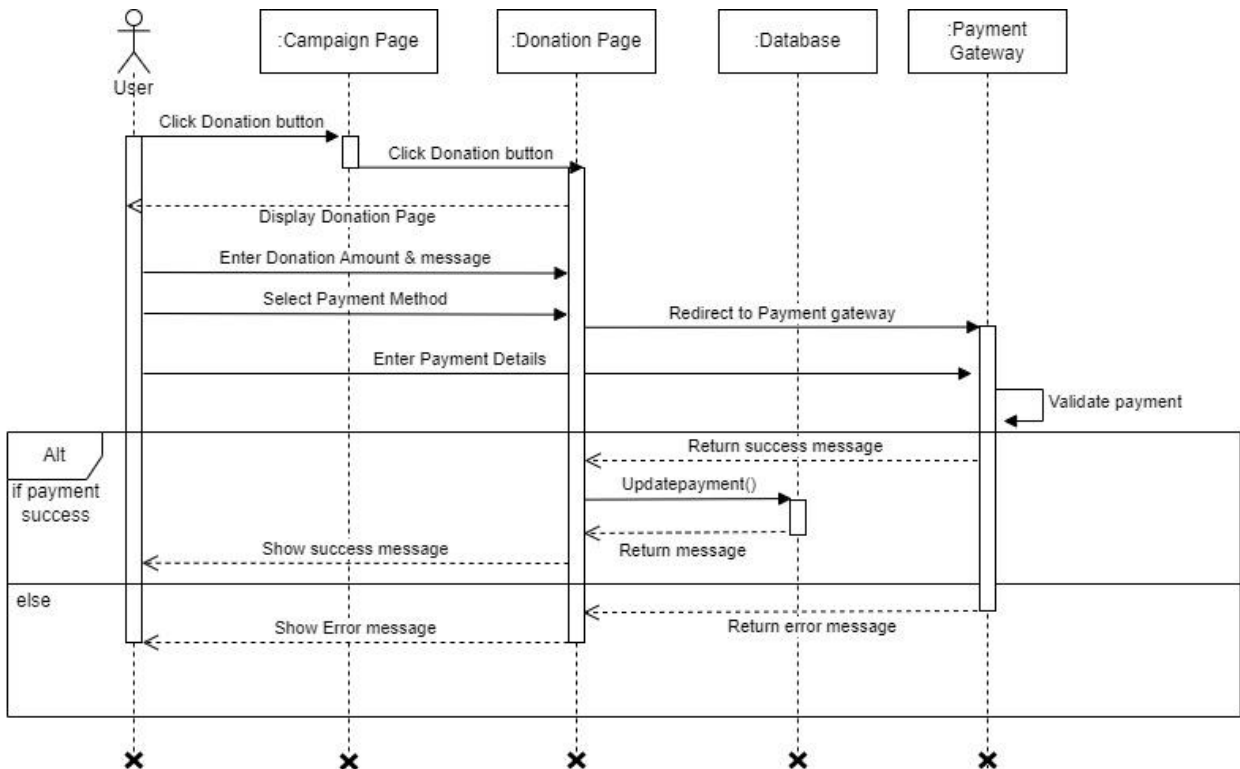 :Campaign Page
:Donation Page
:Database
:Payment
Gateway
User
Click Donation button
Click Donation button
Display Donation Page
Enter Donation Amount & message
Select Payment Method
Redirect to Payment gateway
Enter Payment Details
Validate payment
Alt
Return success message
if payment
success
Updatepayment()
Return message
Show success message
else
Return error message
Show Error message